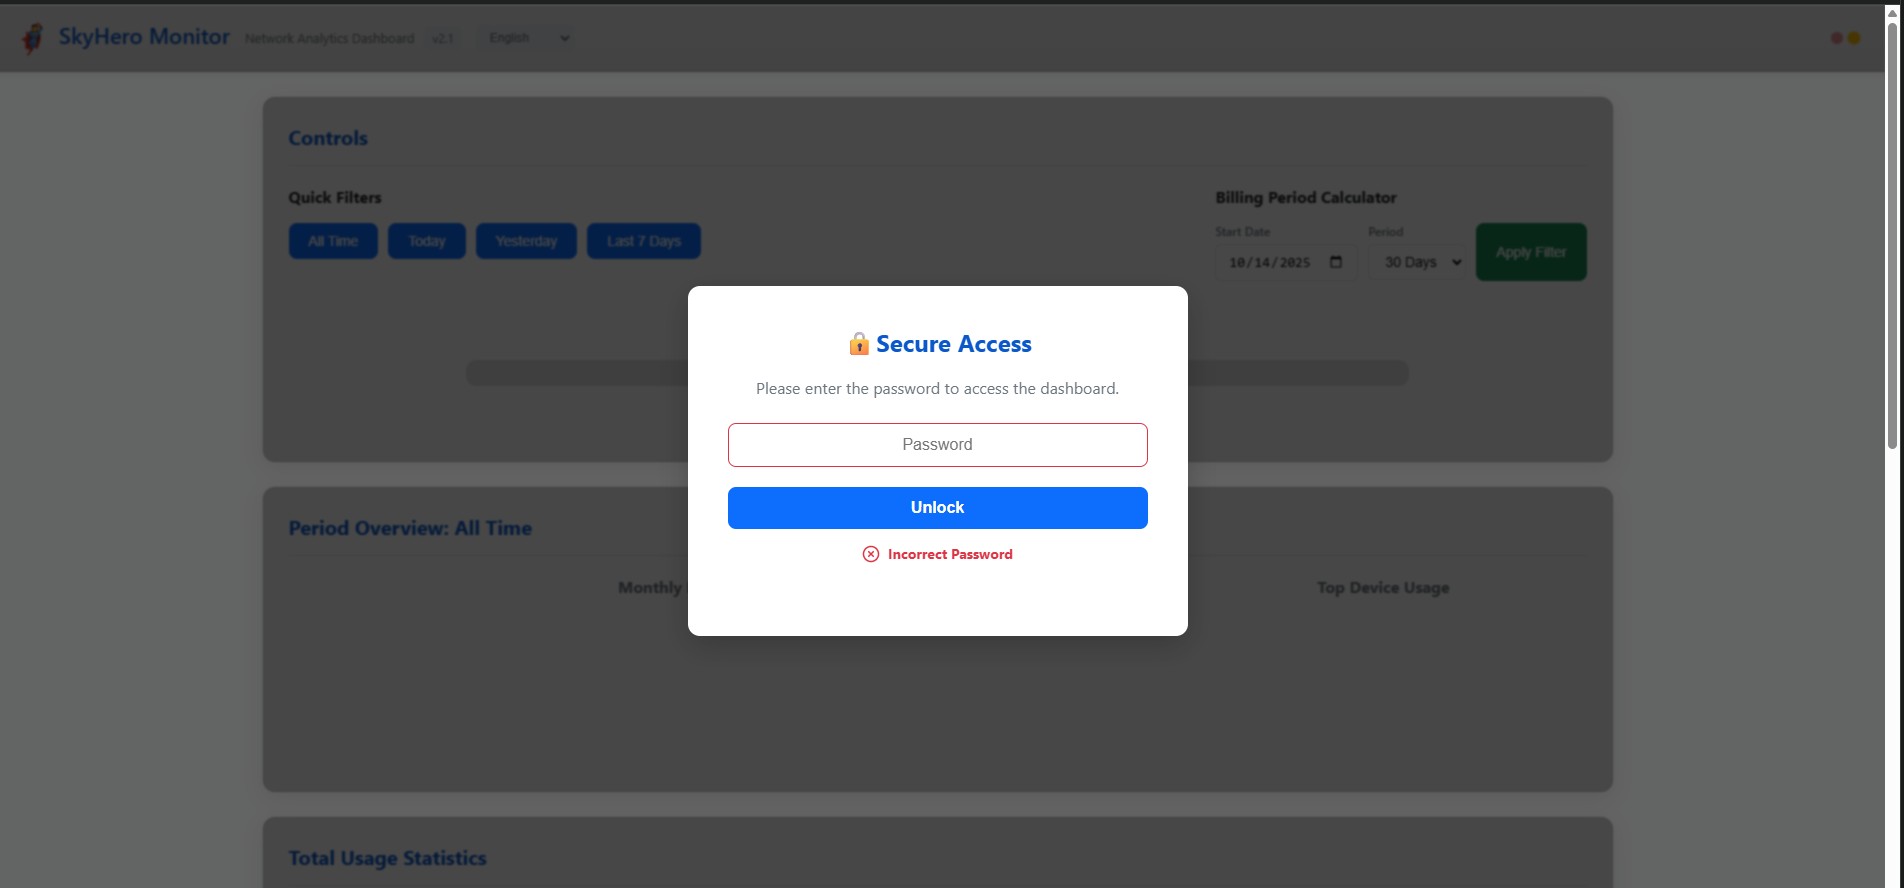 SkyHero Monitor Network Analytics Dashboard v2.1 English
Controls
Quick Filters
All Time Today Yesterday Last 7 Days
Billing Period Calculator
Start Date Period
10/14/2025 30 Days Apply Filter
Secure Access
Please enter the password to access the dashboard.
Password
Unlock
Incorrect Password
Period Overview: All Time
Monthly
Top Device Usage
Total Usage Statistics